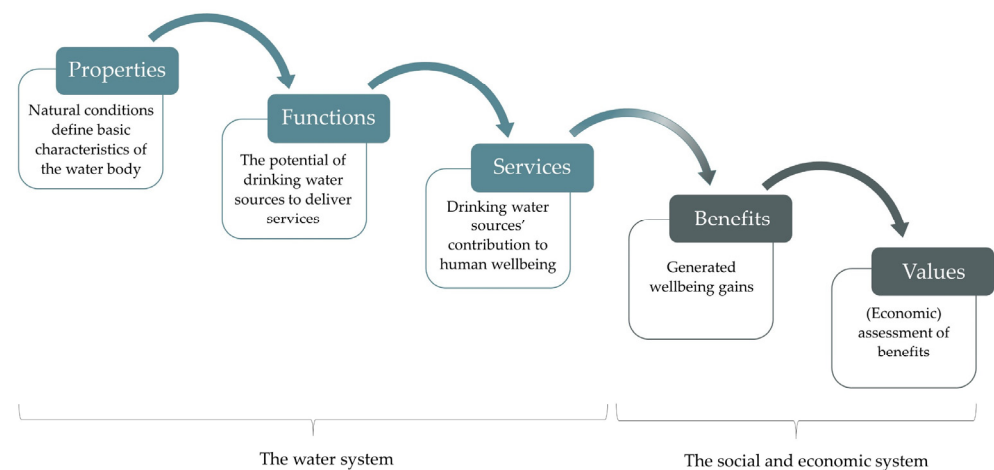 Properties
Natural conditions
define basic
characteristics of
the water body
Functions
The potential of
drinking water
sources to deliver
services
Services
Drinking water
sources’
contribution to
human wellbeing
Benefits
Generated
wellbeing gains
Values
(Economic)
assessment of
benefits
The water system
The social and economic system